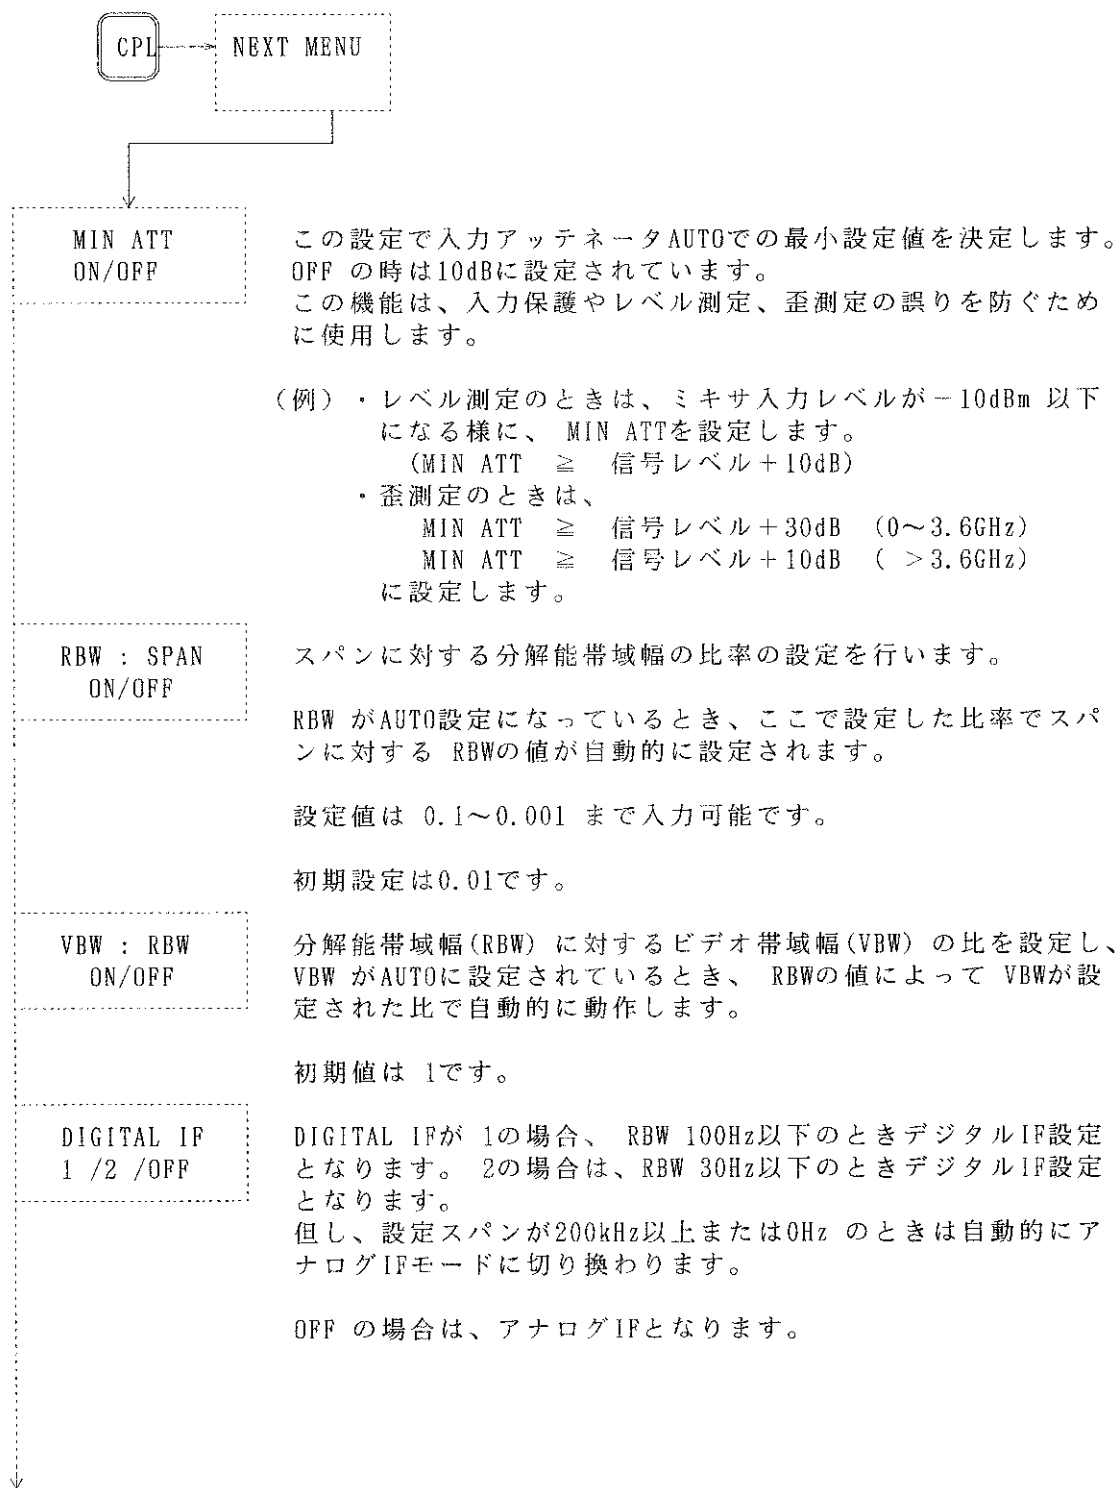 CPL
NEXT MENU
MIN ATT
ON/OFF
この設定で入力アッテネータAUTOでの最小設定値を決定します。
OFF の時は10dBに設定されています。
この機能は、入力保護やレベル測定、歪測定の誤りを防ぐため
に使用します。
(例)・レベル測定のときは、ミキサ入力レベルが－10dBm 以下
になる様に、 MIN ATTを設定します。
(MIN ATT ≧ 信号レベル＋10dB)
・歪測定のときは、
MIN ATT ≧ 信号レベル＋30dB (0～3.6GHz)
MIN ATT ≧ 信号レベル＋10dB ( ＞3.6GHz)
に設定します。
RBW : SPAN
ON/OFF
スパンに対する分解能帯域幅の比率の設定を行います。
RBW がAUTO設定になっているとき、ここで設定した比率でスパ
ンに対する RBWの値が自動的に設定されます。
設定値は 0.1～0.001 まで入力可能です。
初期設定は0.01です。
VBW : RBW
ON/OFF
分解能帯域幅(RBW) に対するビデオ帯域幅(VBW) の比を設定し、
VBW がAUTOに設定されているとき、 RBWの値によって VBWが設
定された比で自動的に動作します。
初期値は 1です。
DIGITAL IF
1 /2 /OFF
DIGITAL IFが 1の場合、 RBW 100Hz以下のときデジタルIF設定
となります。 2の場合は、RBW 30Hz以下のときデジタルIF設定
となります。
但し、設定スパンが200kHz以上または0Hz のときは自動的にア
ナログIFモードに切り換わります。
OFF の場合は、アナログIFとなります。